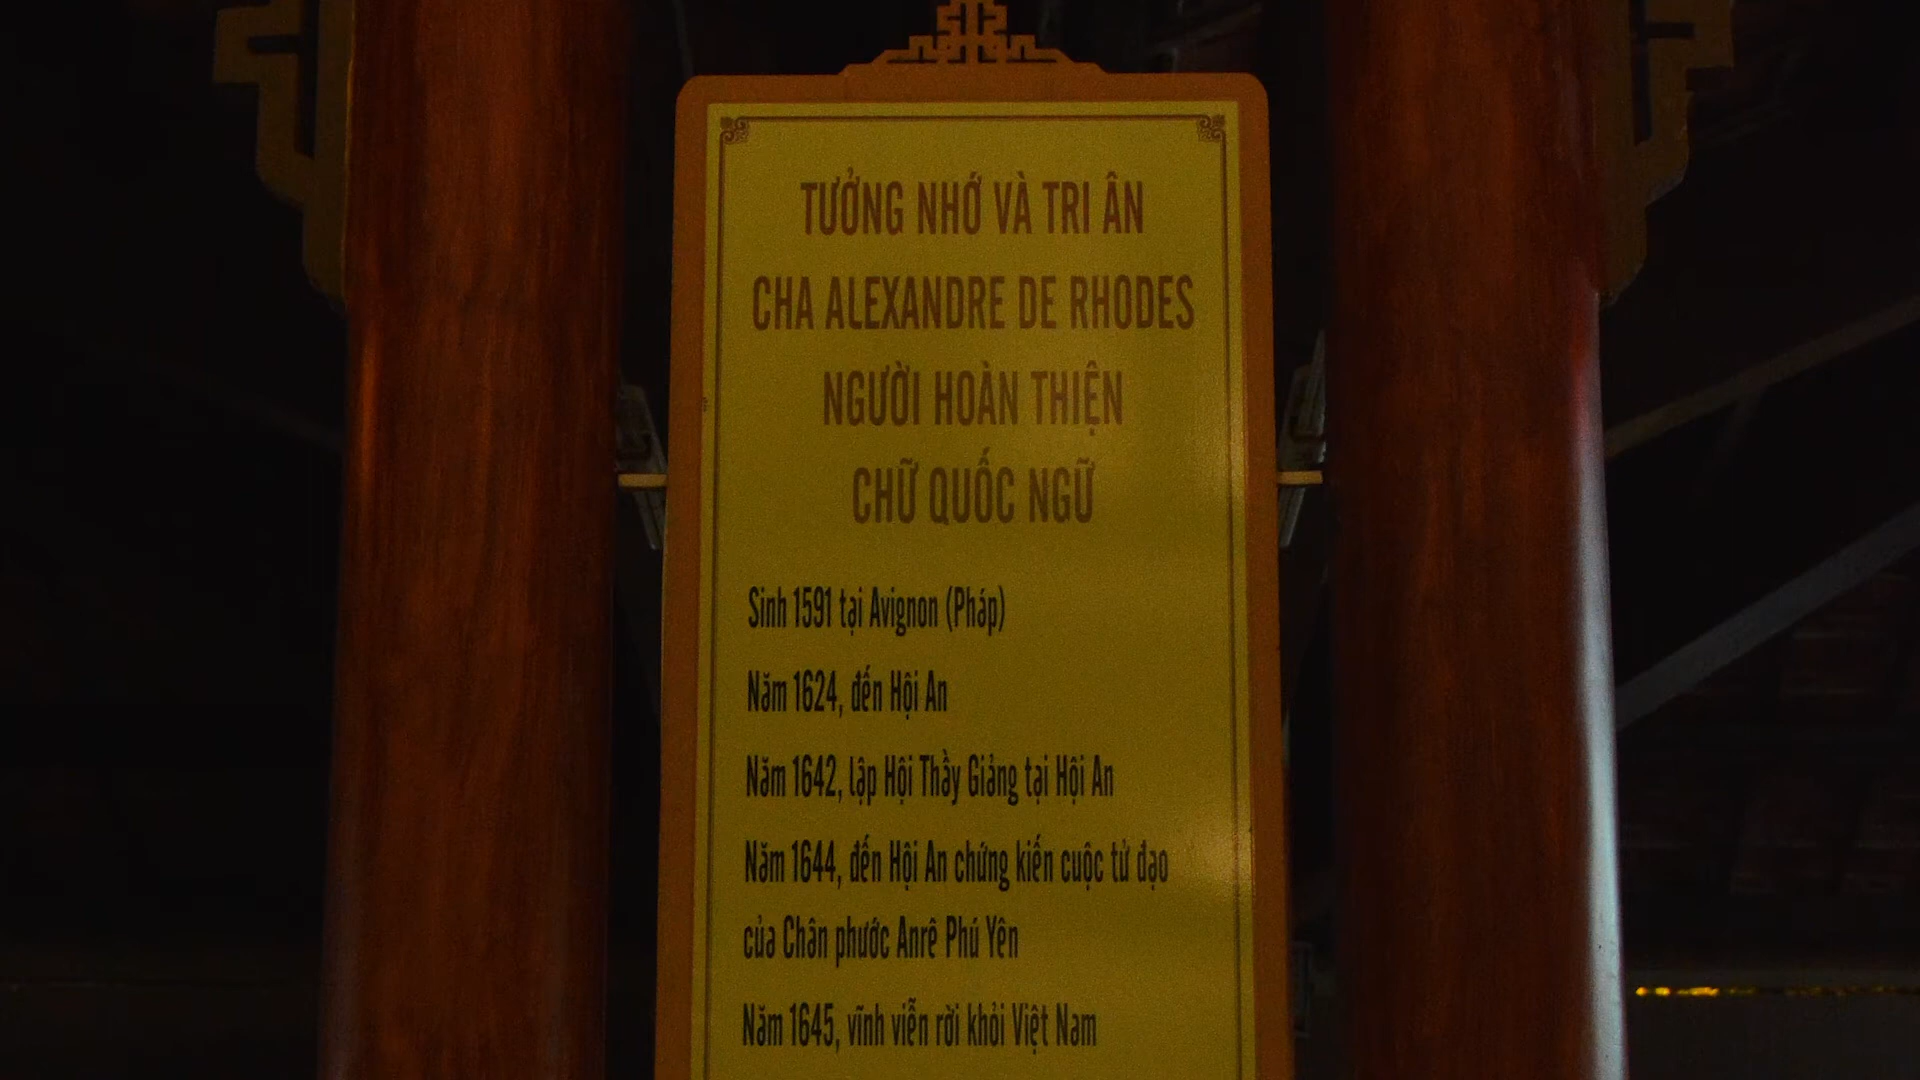 TƯỞNG NHỚ VÀ TRI ÂN
CHA ALEXANDRE DE RHODES
NGƯỜI HOÀN THIỆN
CHỮ QUỐC NGỮ
Sinh 1591 tại Avignon (Pháp)
Năm 1624, đến Hội An
Năm 1642, lập Hội Thầy Giảng tại Hội An
Năm 1644, đến Hội An chứng kiến cuộc tử đạo
của Chân phước Anrê Phú Yên
Năm 1645, vĩnh viễn rời khỏi Việt Nam